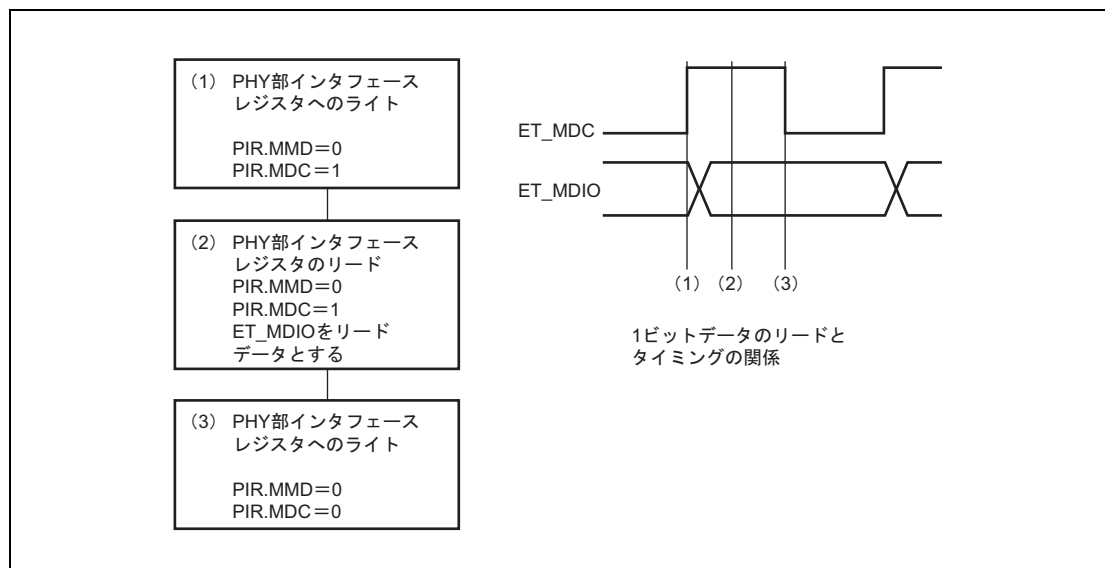 （1） PHY部インタフェース
レジスタへのライト
PIR.MMD＝0
PIR.MDC＝1
（2） PHY部インタフェース
レジスタのリード
PIR.MMD＝0
PIR.MDC＝1
ET_MDIOをリード
データとする
（3） PHY部インタフェース
レジスタへのライト
PIR.MMD＝0
PIR.MDC＝0
ET_MDC
ET_MDIO
（1） （2） （3）
1ビットデータのリードと
タイミングの関係